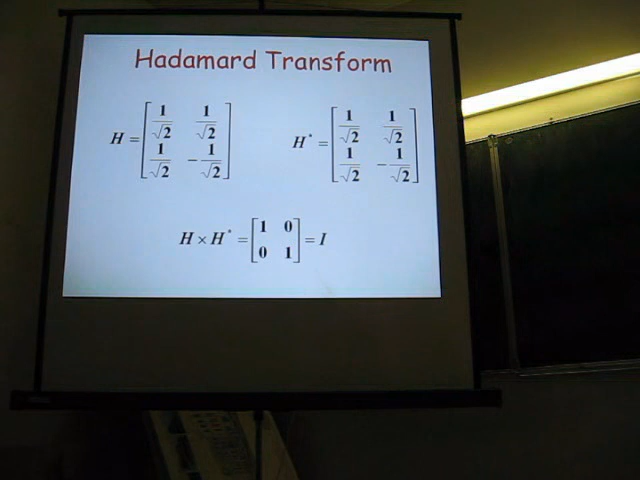 Hadamard Transform
H = [ 1/√2 1/√2 ; 1/√2 −1/√2 ]
H* = [ 1/√2 1/√2 ; 1/√2 −1/√2 ]
H × H* = [ 1 0 ; 0 1 ] = I